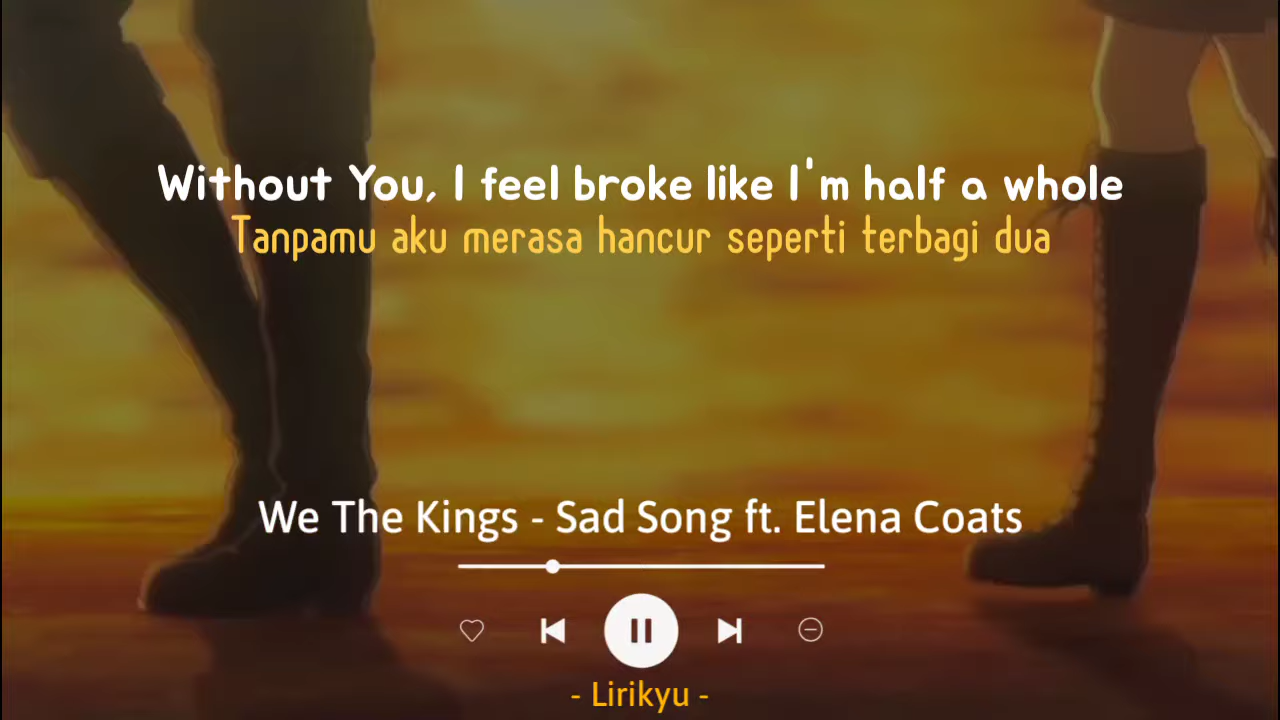 Without You, I feel broke like I'm half a whole
Tanpamu aku merasa hancur seperti terbagi dua
We The Kings - Sad Song ft. Elena Coats
- Lirikyu -